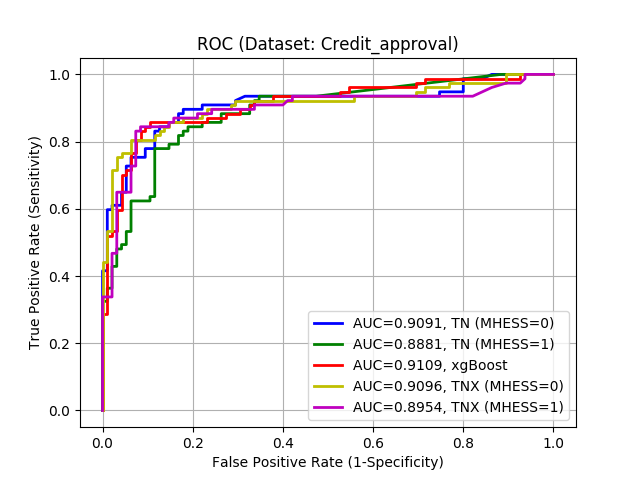 ROC (Dataset: Credit_approval)
True Positive Rate (Sensitivity)
1.0
0.8
0.6
0.4
0.2
0.0
AUC=0.9091, TN (MHESS=0)
AUC=0.8881, TN (MHESS=1)
AUC=0.9109, xgBoost
AUC=0.9096, TNX (MHESS=0)
AUC=0.8954, TNX (MHESS=1)
0.0 0.2 0.4 0.6 0.8 1.0
False Positive Rate (1-Specificity)